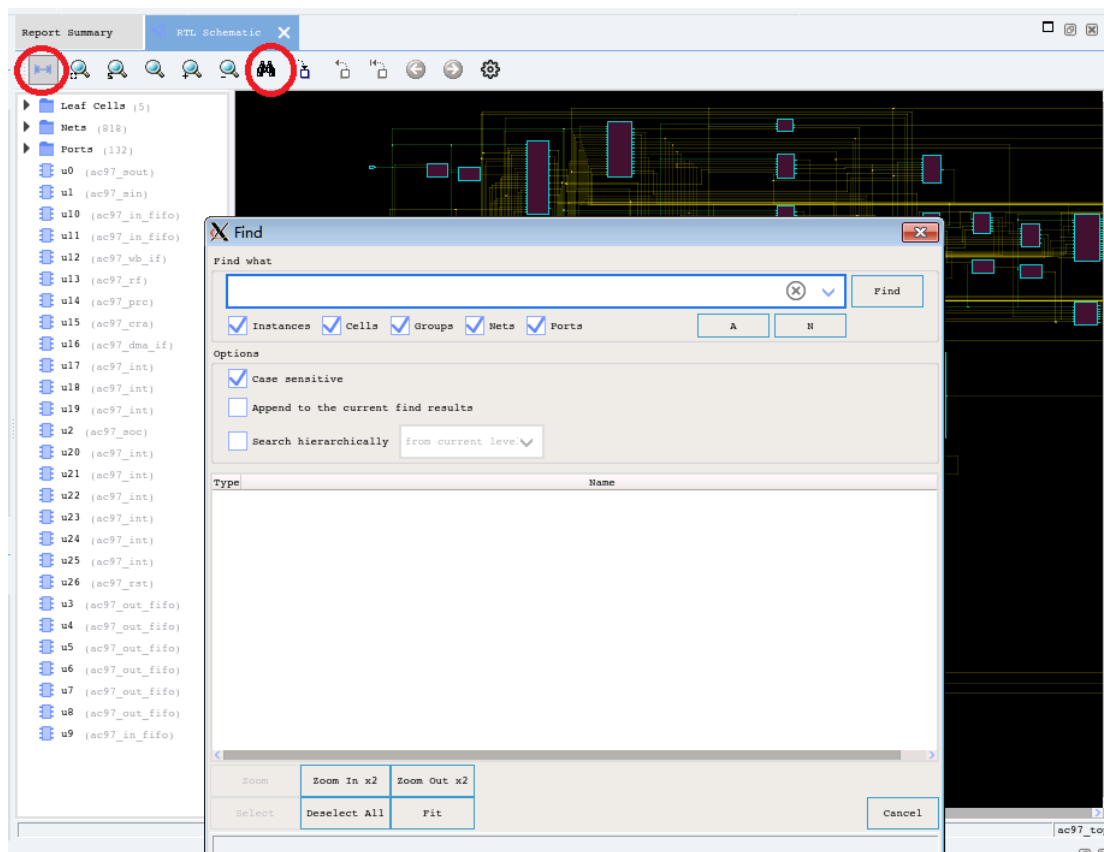 Report Summary
RTL Schematic
Leaf Cells (5)
Nets (818)
Ports (132)
u0 (ac97_sout)
u1 (ac97_sin)
u10 (ac97_in_fifo)
u11 (ac97_in_fifo)
u12 (ac97_wb_if)
u13 (ac97_rf)
u14 (ac97_prc)
u15 (ac97_cra)
u16 (ac97_dma_if)
u17 (ac97_int)
u18 (ac97_int)
u19 (ac97_int)
u2 (ac97_soc)
u20 (ac97_int)
u21 (ac97_int)
u22 (ac97_int)
u23 (ac97_int)
u24 (ac97_int)
u25 (ac97_int)
u26 (ac97_rst)
u3 (ac97_out_fifo)
u4 (ac97_out_fifo)
u5 (ac97_out_fifo)
u6 (ac97_out_fifo)
u7 (ac97_out_fifo)
u8 (ac97_out_fifo)
u9 (ac97_in_fifo)
Find
Find what
Find
Instances Cells Groups Nets Ports A N
Options
Case sensitive
Append to the current find results
Search hierarchically from current leve
Type Name
Zoom Zoom In x2 Zoom Out x2
Select Deselect All Fit Cancel
ac97_to